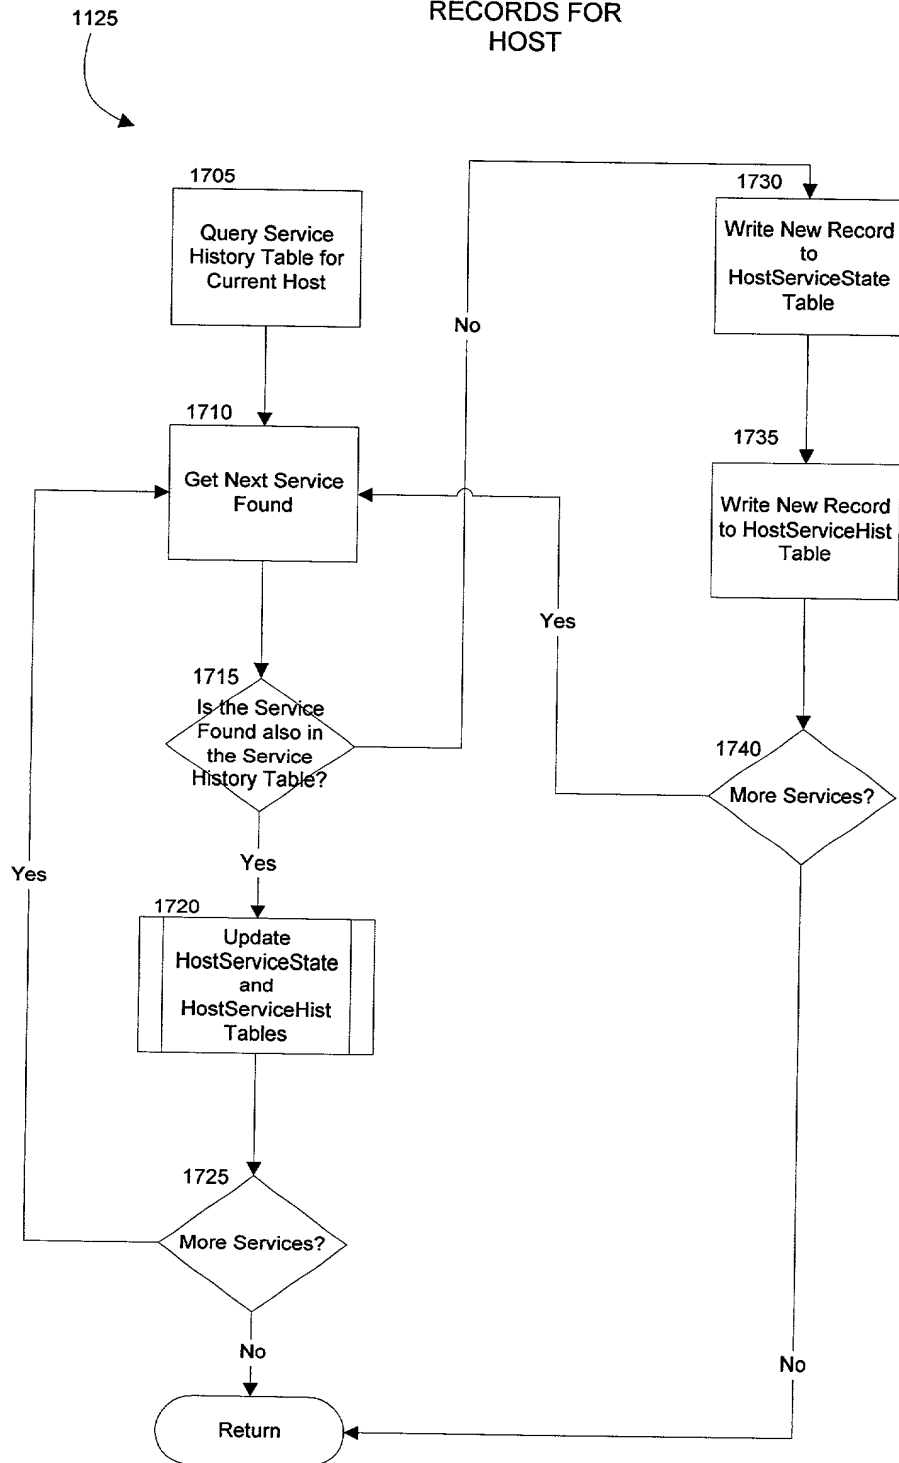 RECORDS FOR
HOST
1125
1705
Query Service
History Table for
Current Host
1710
Get Next Service
Found
1715
Is the Service
Found also in
the Service
History Table?
Yes
1720
Update
HostServiceState
and
HostServiceHist
Tables
1725
More Services?
Yes
No
Return
No
1730
Write New Record
to
HostServiceState
Table
1735
Write New Record
to HostServiceHist
Table
1740
More Services?
Yes
No